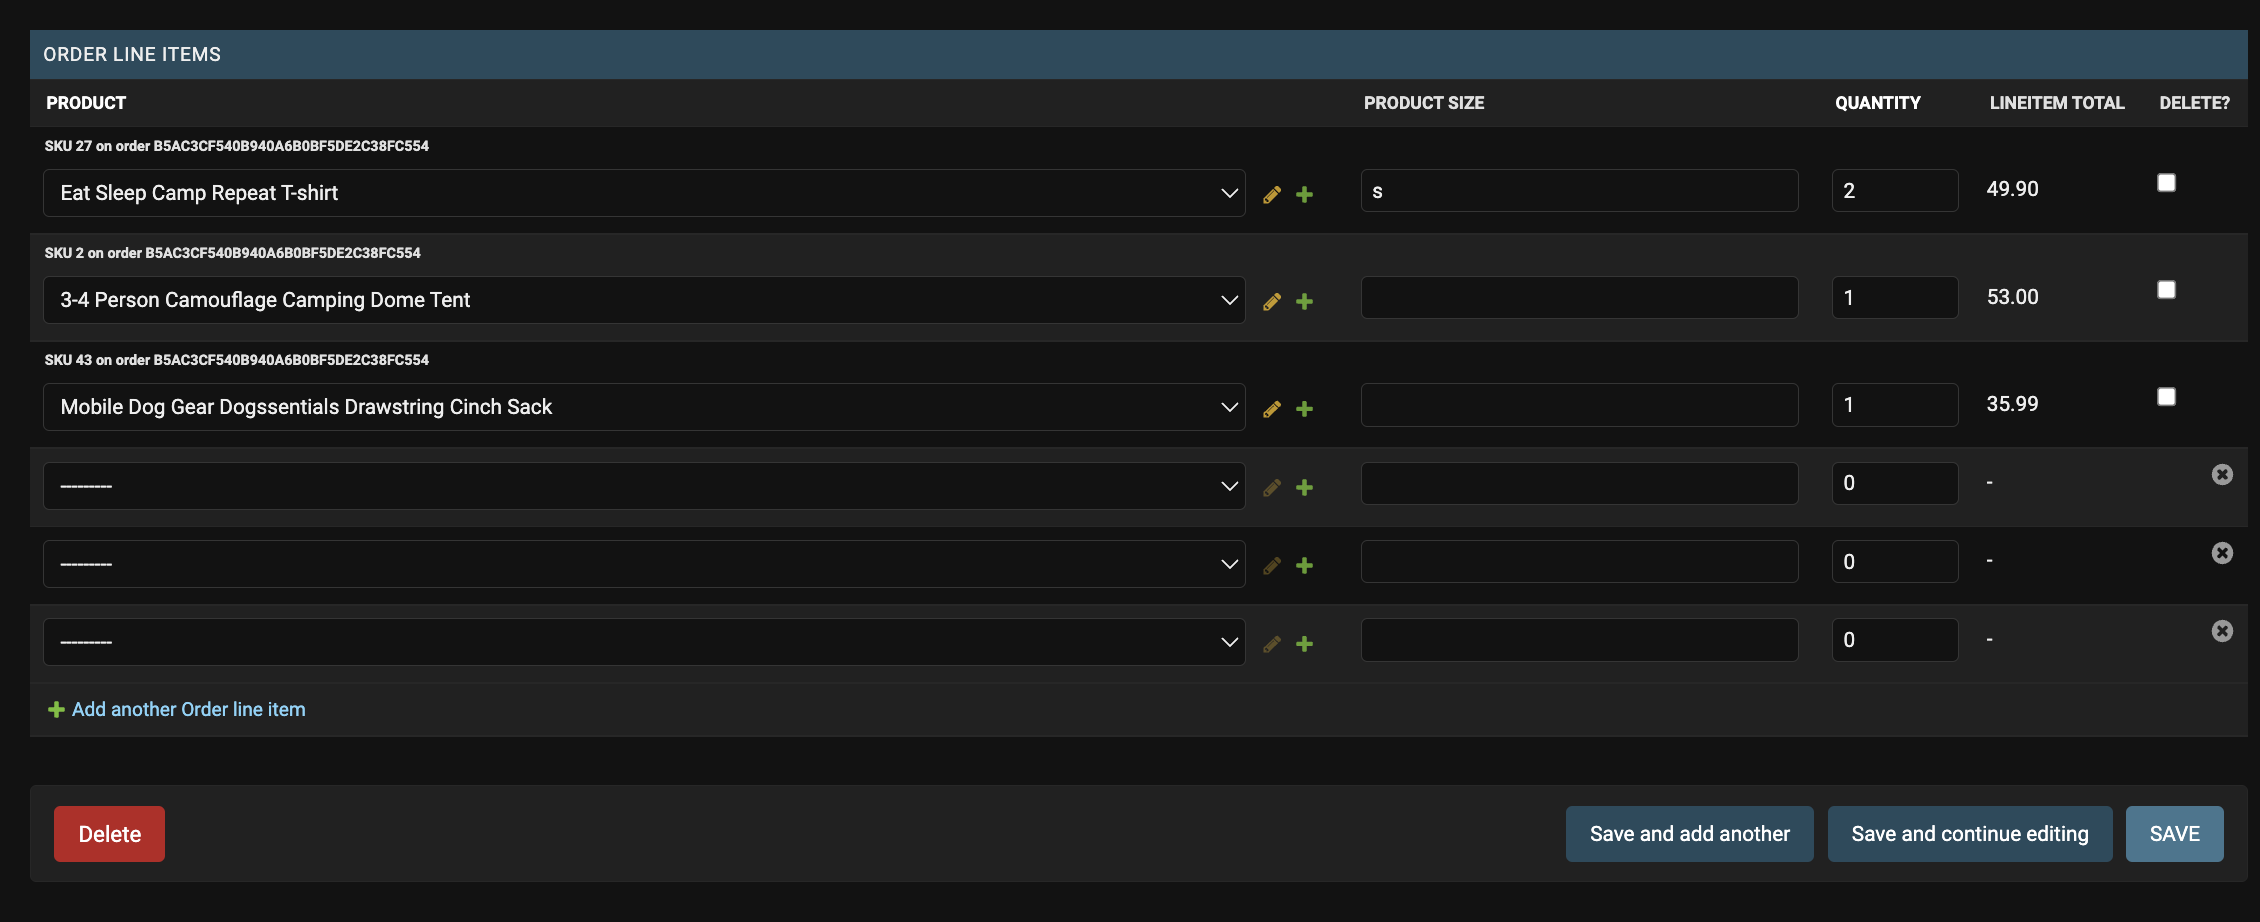 ORDER LINE ITEMS
PRODUCT PRODUCT SIZE QUANTITY LINEITEM TOTAL DELETE?
SKU 27 on order B5AC3CF540B940A6B0BF5DE2C38FC554
Eat Sleep Camp Repeat T-shirt s 2 49.90
SKU 2 on order B5AC3CF540B940A6B0BF5DE2C38FC554
3-4 Person Camouflage Camping Dome Tent 1 53.00
SKU 43 on order B5AC3CF540B940A6B0BF5DE2C38FC554
Mobile Dog Gear Dogssentials Drawstring Cinch Sack 1 35.99
--------- 0 -
--------- 0 -
--------- 0 -
Add another Order line item
Delete Save and add another Save and continue editing SAVE